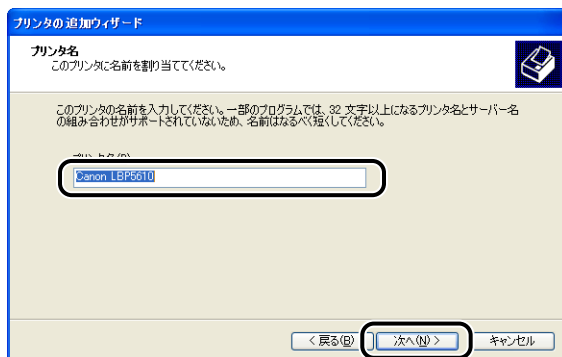 プリンタの追加ウィザード
プリンタ名
このプリンタに名前を割り当ててください。
このプリンタの名前を入力してください。一部のプログラムでは、32 文字以上になるプリンタ名とサーバー名
の組み合わせがサポートされていないため、名前はなるべく短くしてください。
Canon LBP5610
< 戻る(B)
次へ(N) >
キャンセル